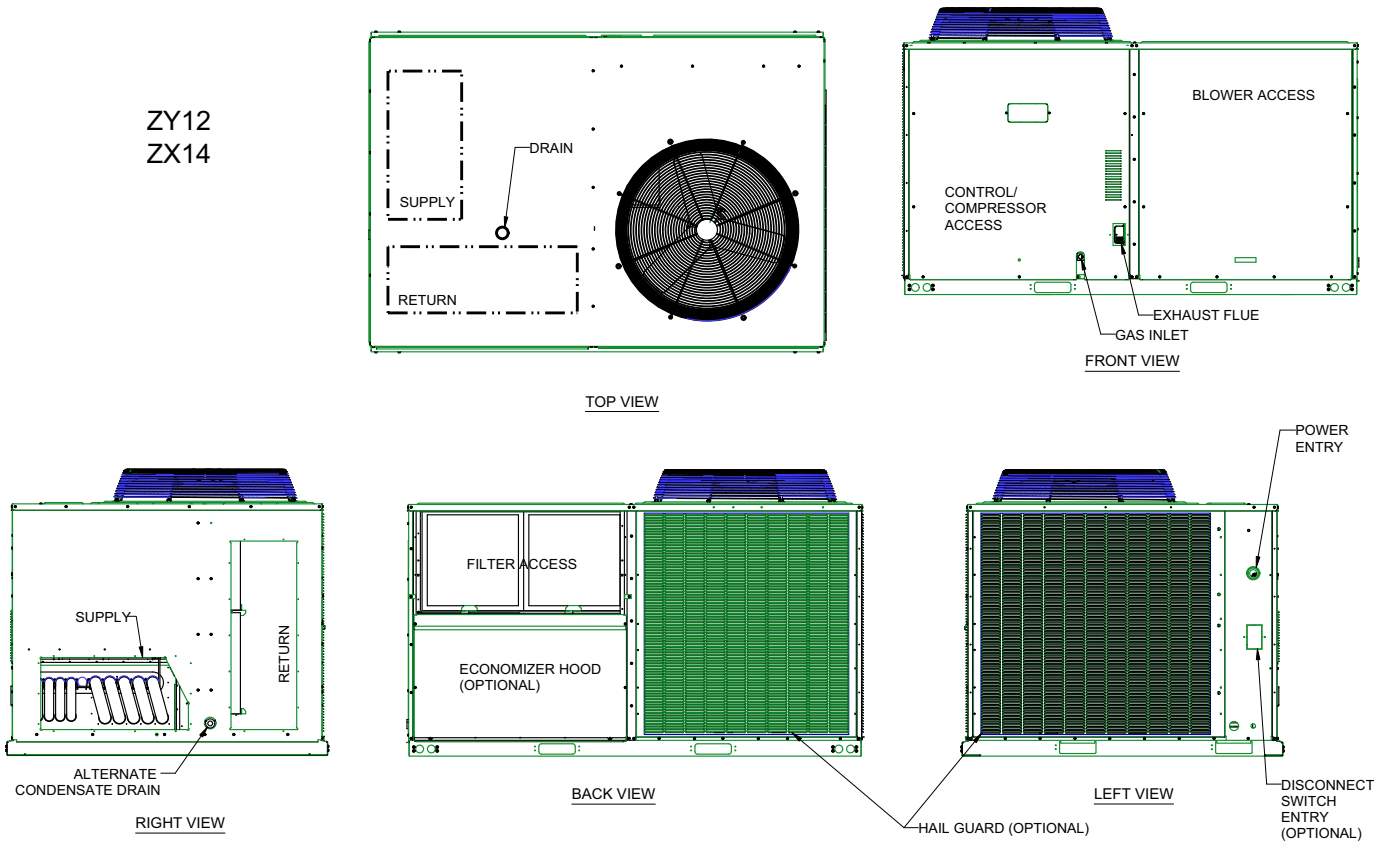 ZY12
ZX14
DRAIN
SUPPLY
RETURN
TOP VIEW
BLOWER ACCESS
CONTROL/
COMPRESSOR
ACCESS
EXHAUST FLUE
GAS INLET
FRONT VIEW
SUPPLY
RETURN
ALTERNATE
CONDENSATE DRAIN
RIGHT VIEW
FILTER ACCESS
ECONOMIZER HOOD
(OPTIONAL)
BACK VIEW
HAIL GUARD (OPTIONAL)
POWER
ENTRY
LEFT VIEW
DISCONNECT
SWITCH
ENTRY
(OPTIONAL)